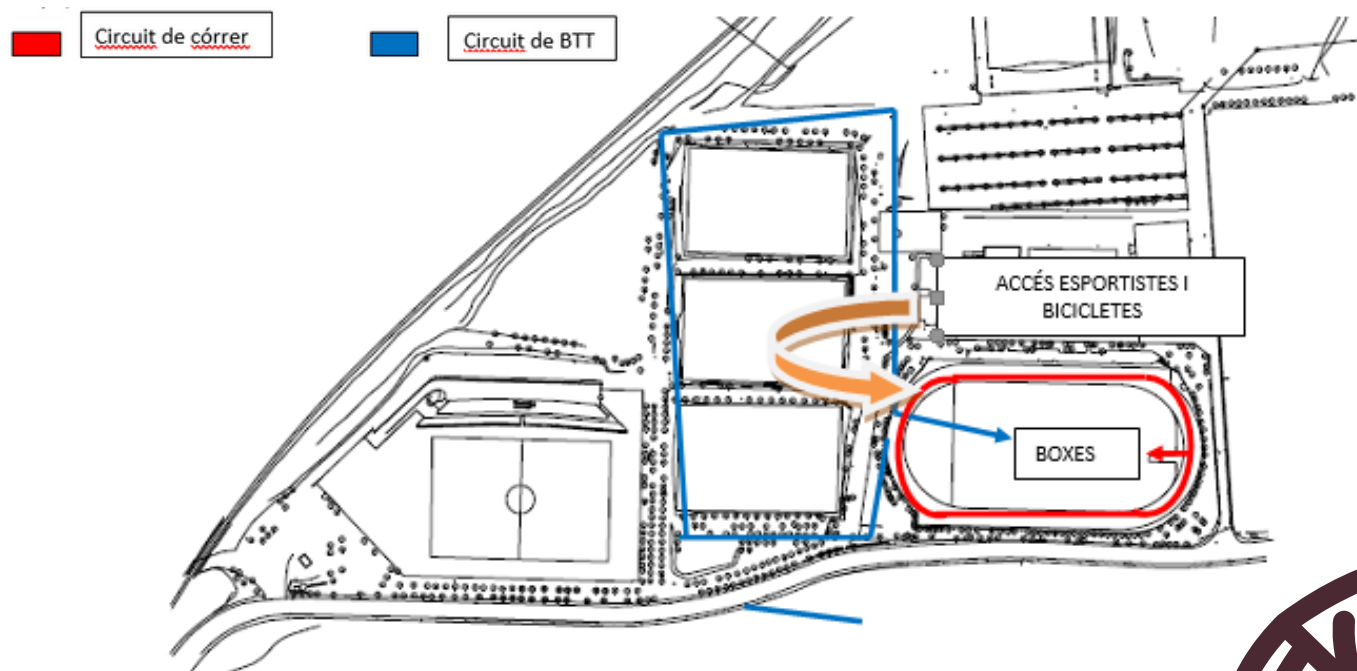 Circuit de córrer
Circuit de BTT
ACCÉS ESPORTISTES I
BICICLETES
BOXES